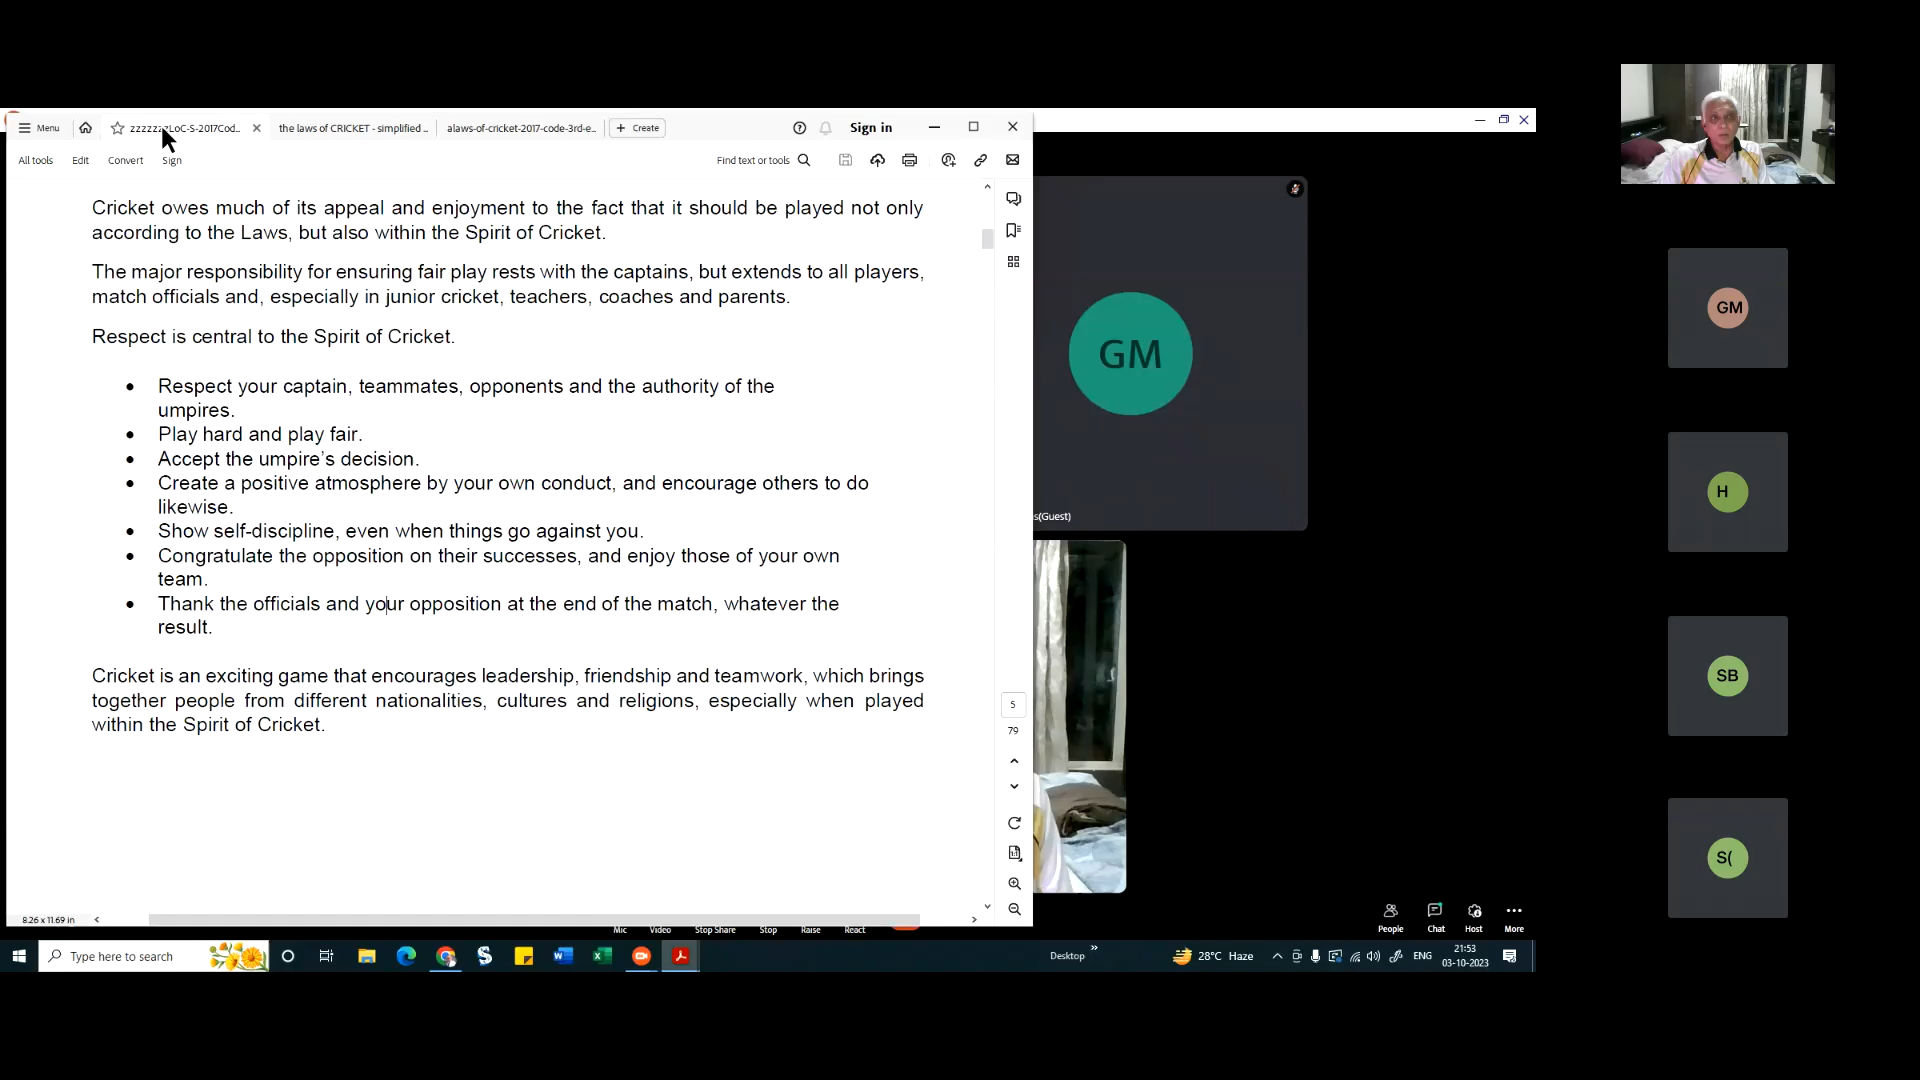 Menu
zzzzzzzLoC-S-2017Cod...
the laws of CRICKET - simplified ...
alaws-of-cricket-2017-code-3rd-e...
Create
Sign in
All tools
Edit
Convert
Sign
Find text or tools
Cricket owes much of its appeal and enjoyment to the fact that it should be played not only
according to the Laws, but also within the Spirit of Cricket.
The major responsibility for ensuring fair play rests with the captains, but extends to all players,
match officials and, especially in junior cricket, teachers, coaches and parents.
Respect is central to the Spirit of Cricket.
• Respect your captain, teammates, opponents and the authority of the
umpires.
• Play hard and play fair.
• Accept the umpire's decision.
• Create a positive atmosphere by your own conduct, and encourage others to do
likewise.
• Show self-discipline, even when things go against you.
• Congratulate the opposition on their successes, and enjoy those of your own
team.
• Thank the officials and your opposition at the end of the match, whatever the
result.
Cricket is an exciting game that encourages leadership, friendship and teamwork, which brings
together people from different nationalities, cultures and religions, especially when played
within the Spirit of Cricket.
5
79
8.26 x 11.69 in
GM
s(Guest)
GM
H
SB
S(
Mic
Video
Stop Share
Stop
Raise
React
People
Chat
Host
More
Type here to search
Desktop
28°C Haze
ENG
21:53
03-10-2023